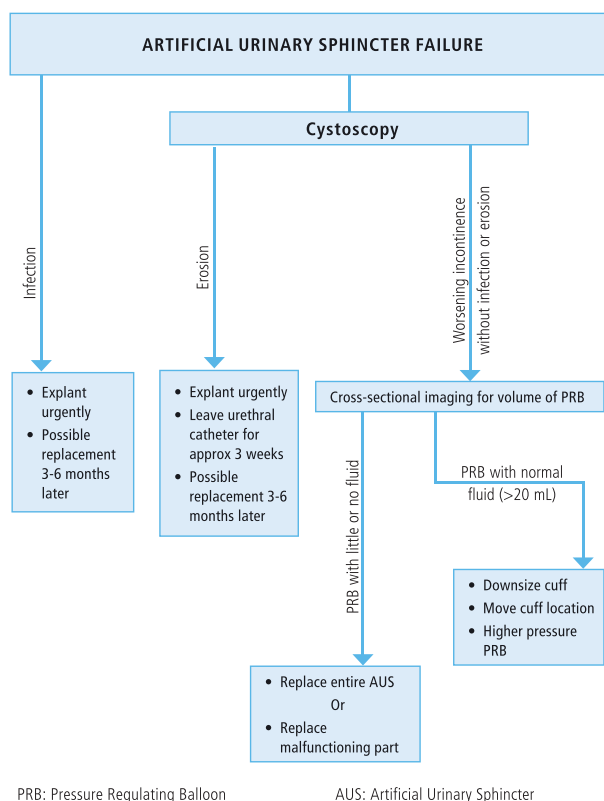 ARTIFICIAL URINARY SPHINCTER FAILURE
Cystoscopy
Infection
Erosion
Worsening incontinence
without infection or erosion
• Explant
urgently
• Possible
replacement
3-6 months
later
• Explant urgently
• Leave urethral
catheter for
approx 3 weeks
• Possible
replacement 3-6
months later
Cross-sectional imaging for volume of PRB
PRB with little or no fluid
PRB with normal
fluid (>20 mL)
• Downsize cuff
• Move cuff location
• Higher pressure
PRB
• Replace entire AUS
Or
• Replace
malfunctioning part
PRB: Pressure Regulating Balloon
AUS: Artificial Urinary Sphincter